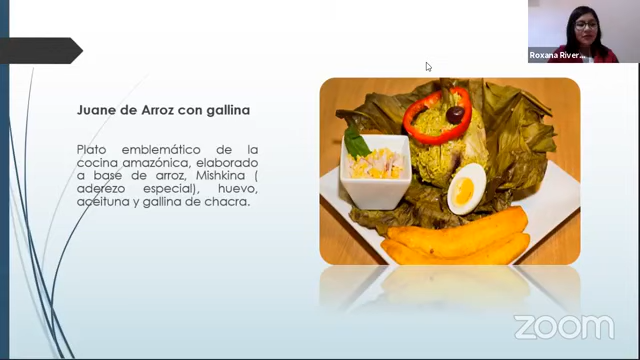 Roxana River...
Juane de Arroz con gallina
Plato emblemático de la
cocina amazónica, elaborado
a base de arroz, Mishkina (
aderezo especial), huevo,
aceituna y gallina de chacra.
zoom